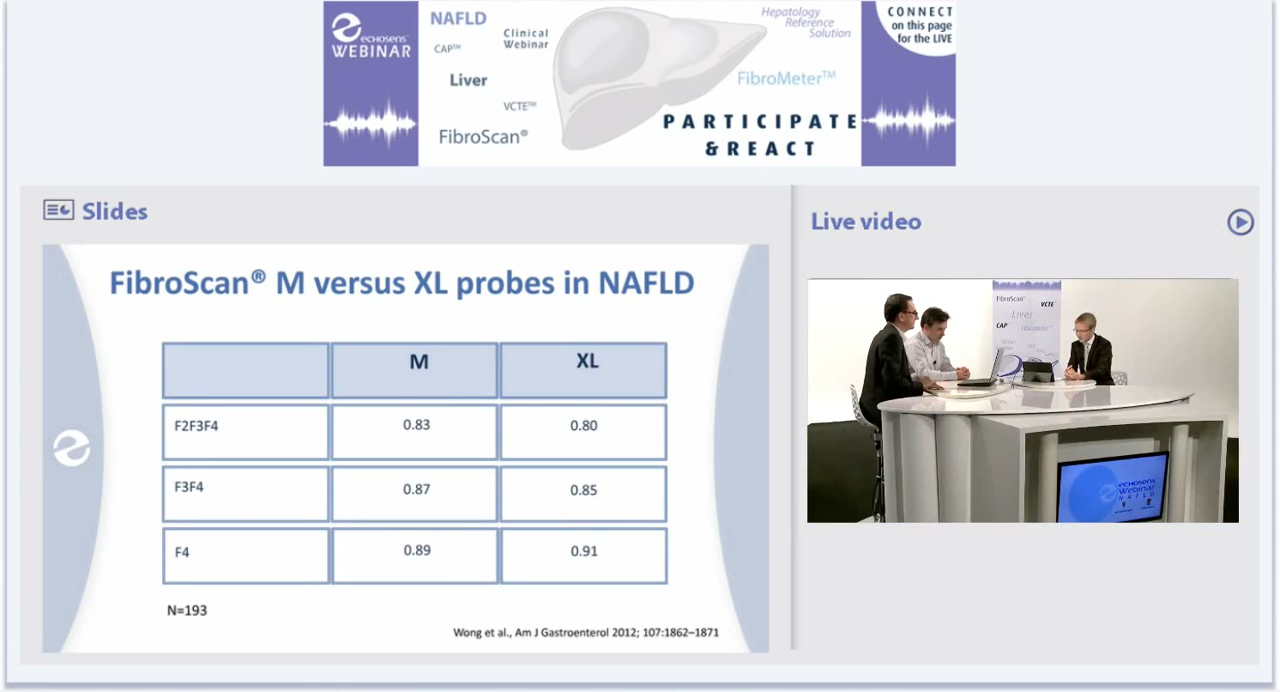 echosens
WEBINAR
NAFLD
CAP™
Clinical
Webinar
Liver
VCTE™
FibroScan®
Hepatology
Reference
Solution
FibroMeter™
PARTICIPATE
& REACT
CONNECT
on this page
for the LIVE
Slides
FibroScan® M versus XL probes in NAFLD
M XL
F2F3F4 0.83 0.80
F3F4 0.87 0.85
F4 0.89 0.91
N=193
Wong et al., Am J Gastroenterol 2012; 107:1862–1871
Live video
FibroScan®
VCTE
Liver
CAP
echosens
Webinar
NAFLD